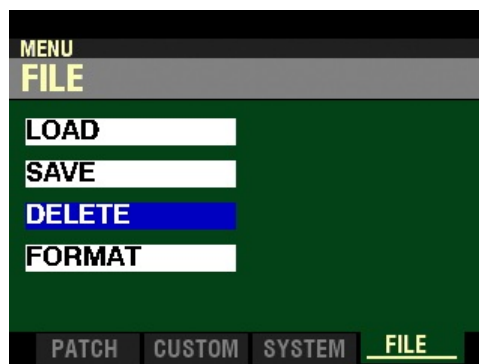 MENU
FILE
LOAD
SAVE
DELETE
FORMAT
PATCH CUSTOM SYSTEM FILE